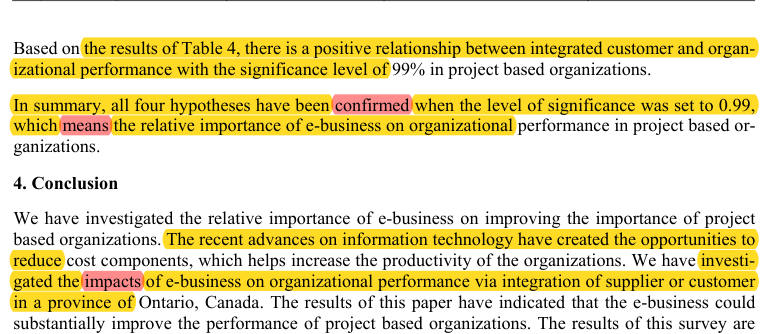 Based on the results of Table 4, there is a positive relationship between integrated customer and organ-
izational performance with the significance level of 99% in project based organizations.
In summary, all four hypotheses have been confirmed when the level of significance was set to 0.99,
which means the relative importance of e-business on organizational performance in project based or-
ganizations.
4. Conclusion
We have investigated the relative importance of e-business on improving the importance of project
based organizations. The recent advances on information technology have created the opportunities to
reduce cost components, which helps increase the productivity of the organizations. We have investi-
gated the impacts of e-business on organizational performance via integration of supplier or customer
in a province of Ontario, Canada. The results of this paper have indicated that the e-business could
substantially improve the performance of project based organizations. The results of this survey are